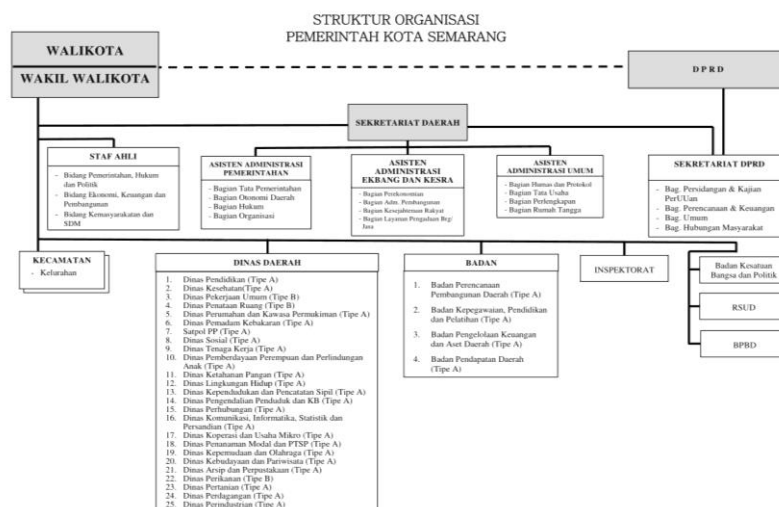 STRUKTUR ORGANISASI
PEMERINTAH KOTA SEMARANG
WALIKOTA
WAKIL WALIKOTA
D P R D
SEKRETARIAT DAERAH
STAF AHLI
- Bidang Pemerintahan, Hukum
dan Politik
- Bidang Ekonomi, Keuangan dan
Pembangunan
- Bidang Kemasyarakatan dan
SDM
ASISTEN ADMINISTRASI
PEMERINTAHAN
- Bagian Tata Pemerintahan
- Bagian Otonomi Daerah
- Bagian Hukum
- Bagian Organisasi
ASISTEN
ADMINISTRASI
EKBANG DAN KESRA
- Bagian Perekonomian
- Bagian Adm. Pembangunan
- Bagian Kesejahteraan Rakyat
- Bagian Layanan Pengadaan Brg/
Jasa
ASISTEN
ADMINISTRASI UMUM
- Bagian Humas dan Protokol
- Bagian Tata Usaha
- Bagian Perlengkapan
- Bagian Rumah Tangga
SEKRETARIAT DPRD
- Bag. Persidangan & Kajian
PerUUan
- Bag. Perencanaan & Keuangan
- Bag. Umum
- Bag. Hubungan Masyarakat
KECAMATAN
- Kelurahan
DINAS DAERAH
1. Dinas Pendidikan (Tipe A)
2. Dinas Kesehatan(Tipe A)
3. Dinas Pekerjaan Umum (Tipe B)
4. Dinas Penataan Ruang (Tipe B)
5. Dinas Perumahan dan Kawasa Permukiman (Tipe A)
6. Dinas Pemadam Kebakaran (Tipe A)
7. Satpol PP (Tipe A)
8. Dinas Sosial (Tipe A)
9. Dinas Tenaga Kerja (Tipe A)
10. Dinas Pemberdayaan Perempuan dan Perlindungan
Anak (Tipe A)
11. Dinas Ketahanan Pangan (Tipe A)
12. Dinas Lingkungan Hidup (Tipe A)
13. Dinas Kependudukan dan Pencatatan Sipil (Tipe A)
14. Dinas Pengendalian Penduduk dan KB (Tipe A)
15. Dinas Perhubungan (Tipe A)
16. Dinas Komunikasi, Informatika, Statistik dan
Persandian (Tipe A)
17. Dinas Koperasi dan Usaha Mikro (Tipe A)
18. Dinas Penanaman Modal dan PTSP (Tipe A)
19. Dinas Kepemudaan dan Olahraga (Tipe A)
20. Dinas Kebudayaan dan Pariwisata (Tipe A)
21. Dinas Arsip dan Perpustakaan (Tipe A)
22. Dinas Perikanan (Tipe B)
23. Dinas Pertanian (Tipe A)
24. Dinas Perdagangan (Tipe A)
25. Dinas Perindustrian (Tipe A)
BADAN
1. Badan Perencanaan
Pembangunan Daerah (Tipe A)
2. Badan Kepegawaian, Pendidikan
dan Pelatihan (Tipe A)
3. Badan Pengelolaan Keuangan
dan Aset Daerah (Tipe A)
4. Badan Pendapatan Daerah
(Tipe A)
INSPEKTORAT
Badan Kesatuan
Bangsa dan Politik
RSUD
BPBD